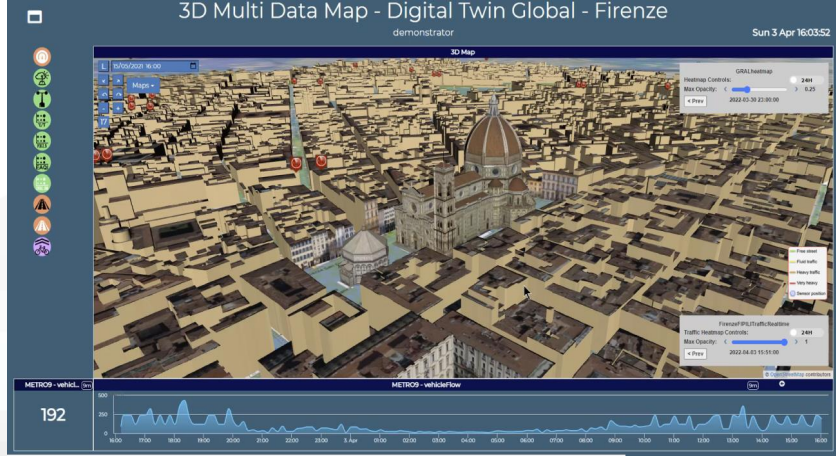 3D Multi Data Map - Digital Twin Global - Firenze
demonstrator
Sun 3 Apr 16:03:52
3D Map
L 15/05/2021 16:00
Maps
17
GRALheatmap
Heatmap Controls: 24H
Max Opacity: < > 0.25
< Prev 2022-03-30 23:00:00
Free street
Fluid traffic
Heavy traffic
Very heavy
Sensor position
FirenzeFIPILITrafficRealtime
Traffic Heatmap Controls: 24H
Max Opacity: < > 1
< Prev 2022-04-03 15:51:00
© OpenStreetMap contributors
METRO9 - vehicl... 9m
METRO9 - vehicleFlow 9m
192
500
250
0
16:00 17:00 18:00 19:00 20:00 21:00 22:00 23:00 3. Apr 01:00 02:00 03:00 04:00 05:00 06:00 07:00 08:00 09:00 10:00 11:00 12:00 13:00 14:00 15:00 16:00